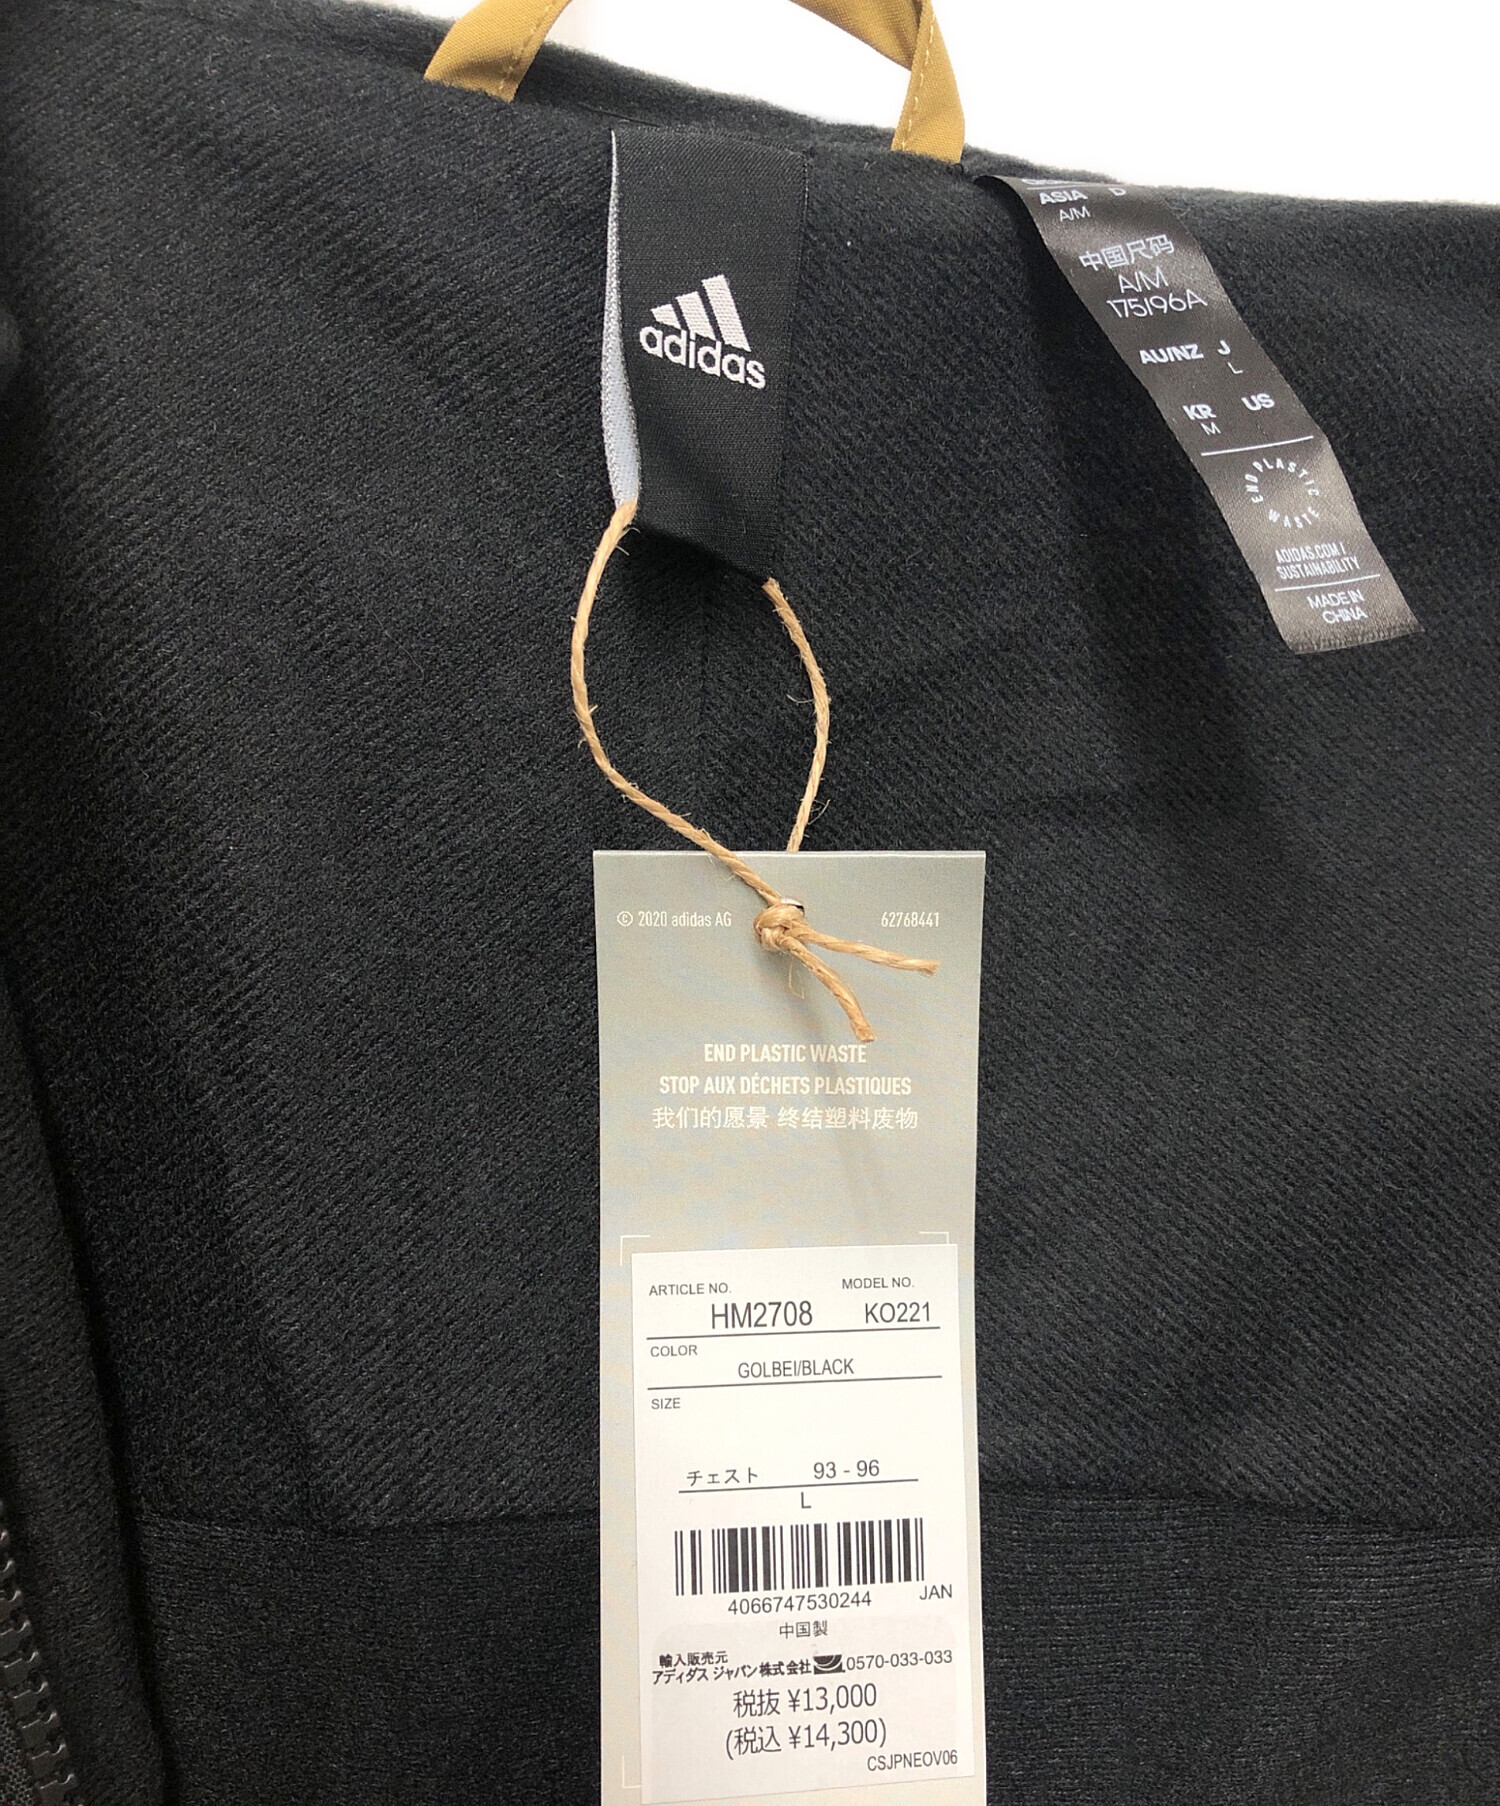 adidas
ASIA D
A/M
中国尺码
A/M
175/96A
AU/NZ J
L
KR US
M
END PLASTIC WASTE
ADIDAS.COM/
SUSTAINABILITY
MADE IN
CHINA
© 2020 adidas AG 62768441
END PLASTIC WASTE
STOP AUX DÉCHETS PLASTIQUES
我们的愿景 终结塑料废物
ARTICLE NO. MODEL NO.
HM2708 KO221
COLOR
GOLBEI/BLACK
SIZE
チェスト 93 - 96
L
4066747530244 JAN
中国製
輸入販売元
アディダス ジャパン株式会社 0570-033-033
税抜 ¥13,000
(税込 ¥14,300)
CSJPNEOV06